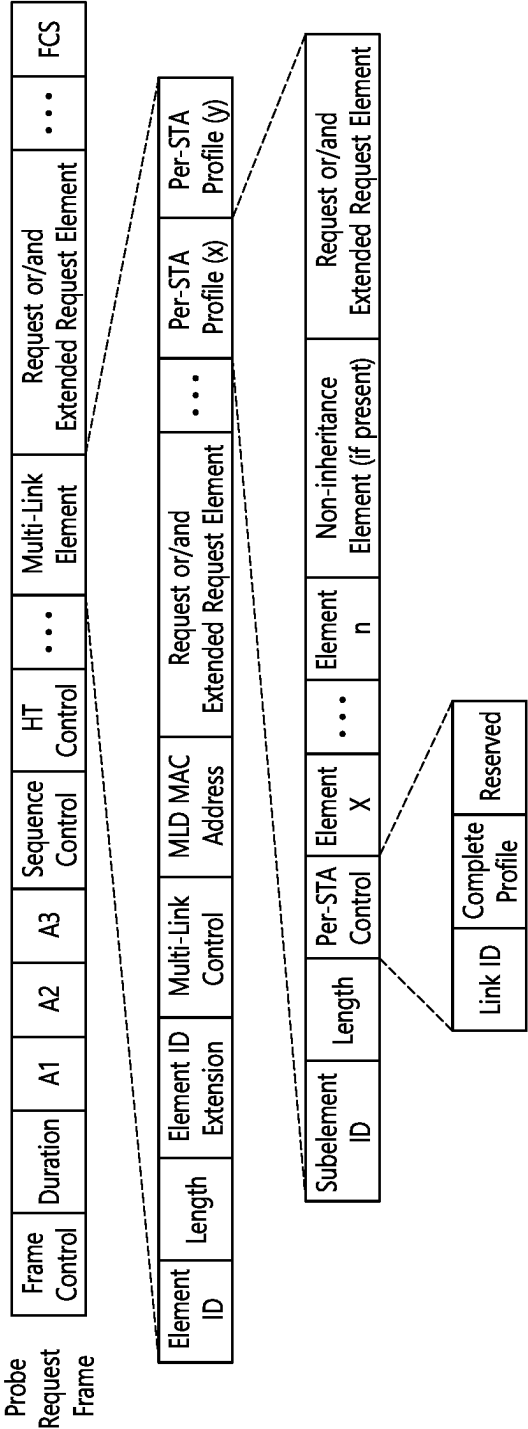 Probe
Request
Frame
Frame
Control
Duration
A1
A2
A3
Sequence
Control
HT
Control
• • •
Multi-Link
Element
Request or/and
Extended Request Element
• • •
FCS
Element
ID
Length
Element ID
Extension
Multi-Link
Control
MLD MAC
Address
Request or/and
Extended Request Element
• • •
Per-STA
Profile (x)
Per-STA
Profile (y)
Subelement
ID
Length
Per-STA
Control
Element
X
• • •
Element
n
Non-inheritance
Element (if present)
Request or/and
Extended Request Element
Link ID
Complete
Profile
Reserved